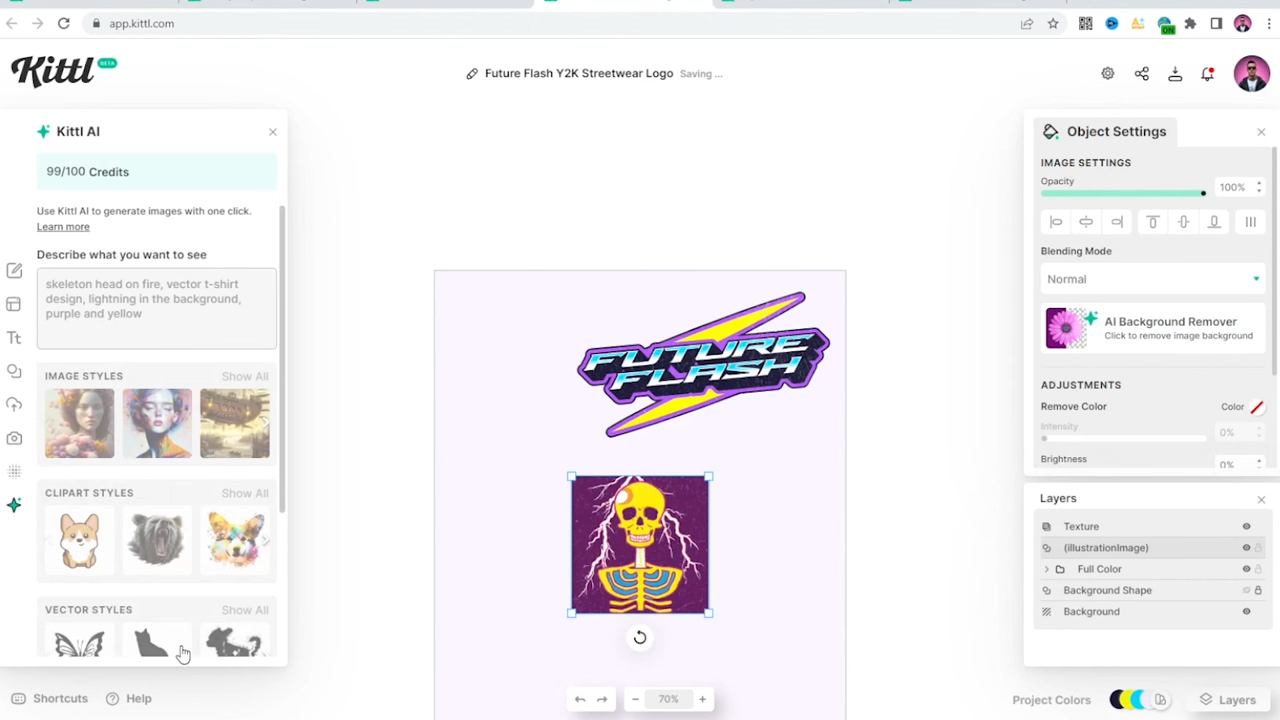 app.kittl.com
ON
Kittl BETA
Future Flash Y2K Streetwear Logo Saving ...
Kittl AI
99/100 Credits
Use Kittl AI to generate images with one click.
Learn more
Describe what you want to see
skeleton head on fire, vector t-shirt
design, lightning in the background,
purple and yellow
IMAGE STYLES Show All
CLIPART STYLES Show All
VECTOR STYLES Show All
Shortcuts Help
FUTURE
FLASH
70%
Object Settings
IMAGE SETTINGS
Opacity
100%
Blending Mode
Normal
AI Background Remover
Click to remove image background
ADJUSTMENTS
Remove Color Color
Intensity
0%
Brightness
0%
Layers
Texture
(illustrationImage)
Full Color
Background Shape
Background
Project Colors Layers